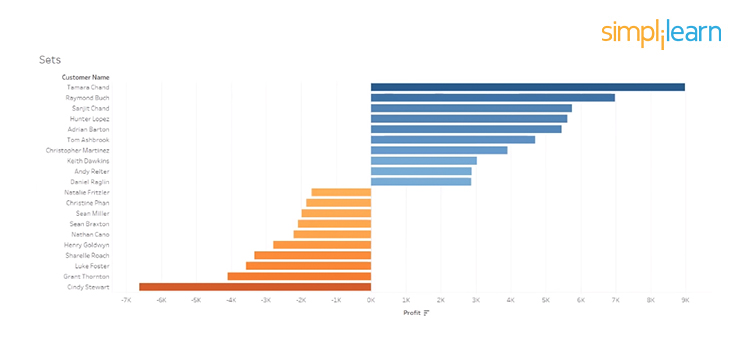 simplilearn
Sets
Customer Name
Tamara Chand
Raymond Buch
Sanjit Chand
Hunter Lopez
Adrian Barton
Tom Ashbrook
Christopher Martinez
Keith Dawkins
Andy Reiter
Daniel Raglin
Natalie Fritzler
Christine Phan
Sean Miller
Sean Braxton
Nathan Cano
Henry Goldwyn
Sharelle Roach
Luke Foster
Grant Thornton
Cindy Stewart
-7K -6K -5K -4K -3K -2K -1K 0K 1K 2K 3K 4K 5K 6K 7K 8K 9K
Profit